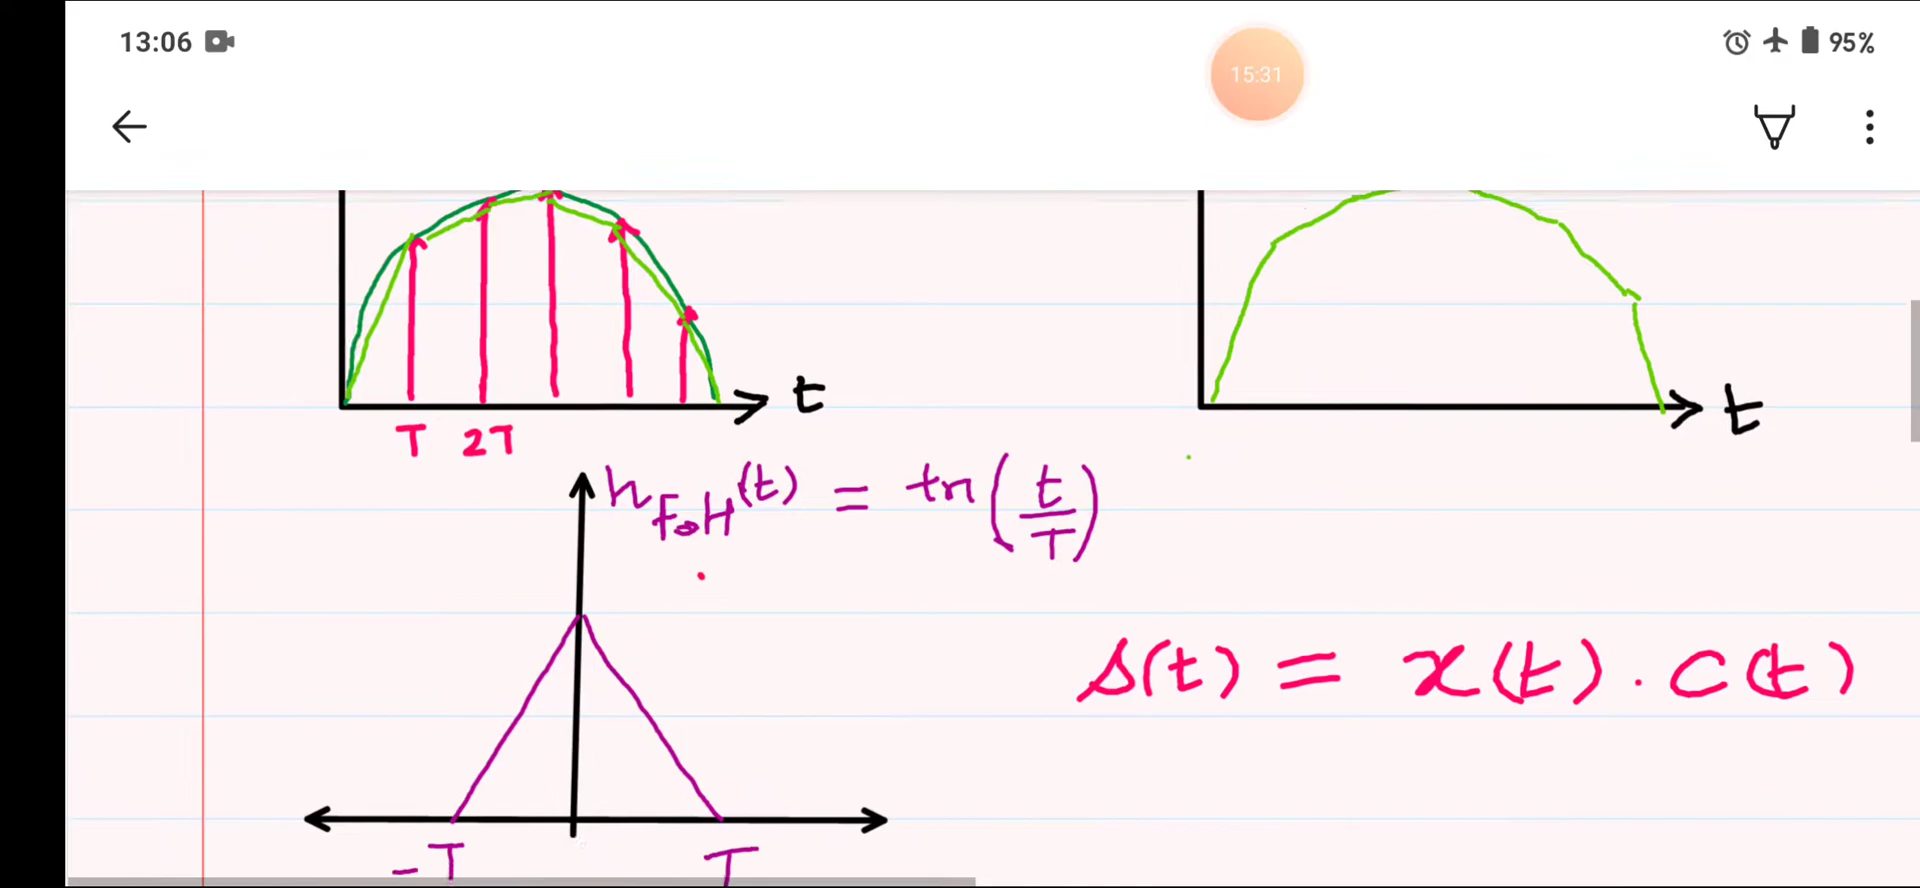 13:06
15:31
95%
t
t
T 2T
h_FOH(t) = tri(t/T)
s(t) = x(t) . c(t)
-T T